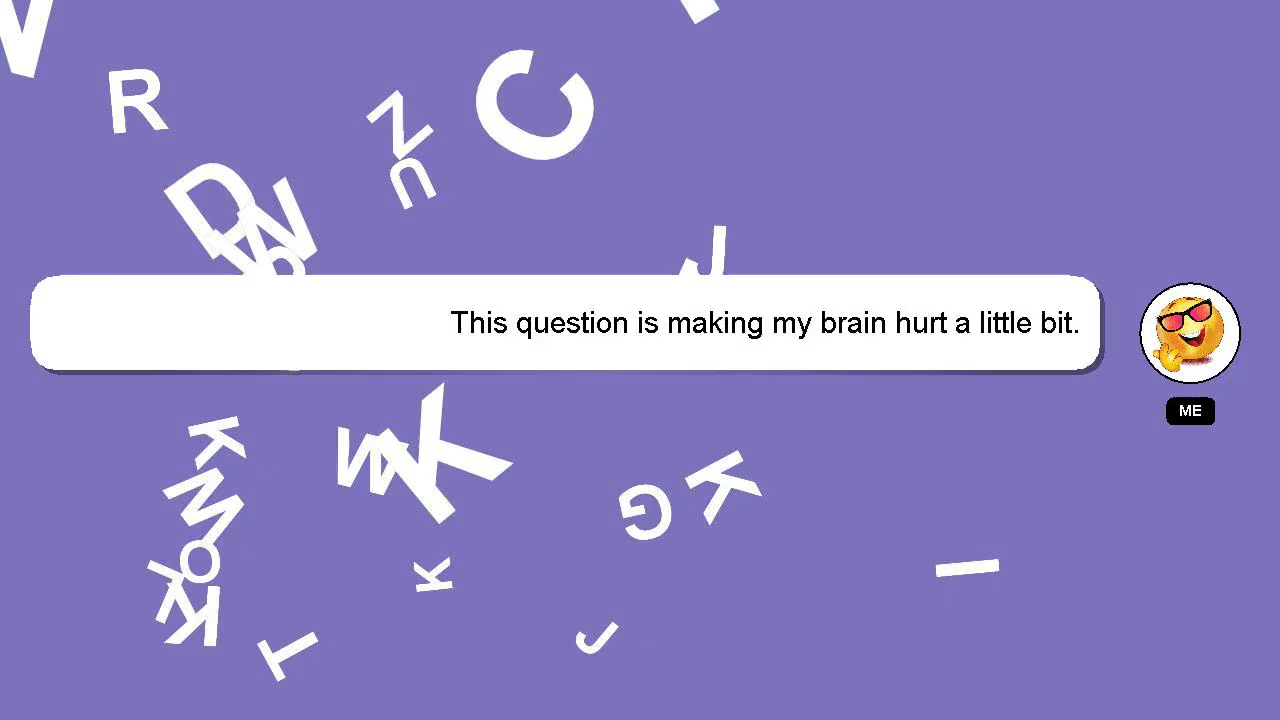 R
Z
C
U
D
W
J
This question is making my brain hurt a little bit.
ME
K
W
K
K
G
W
O
K
K
I
J
T